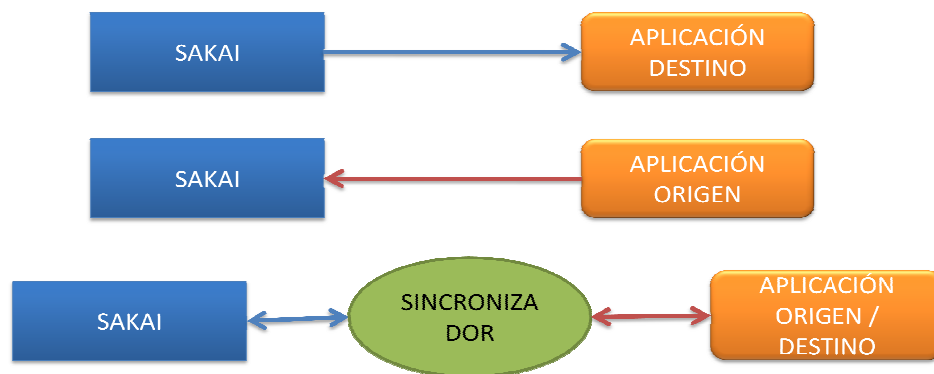 SAKAI
APLICACIÓN
DESTINO
SAKAI
APLICACIÓN
ORIGEN
SAKAI
SINCRONIZA
DOR
APLICACIÓN
ORIGEN /
DESTINO